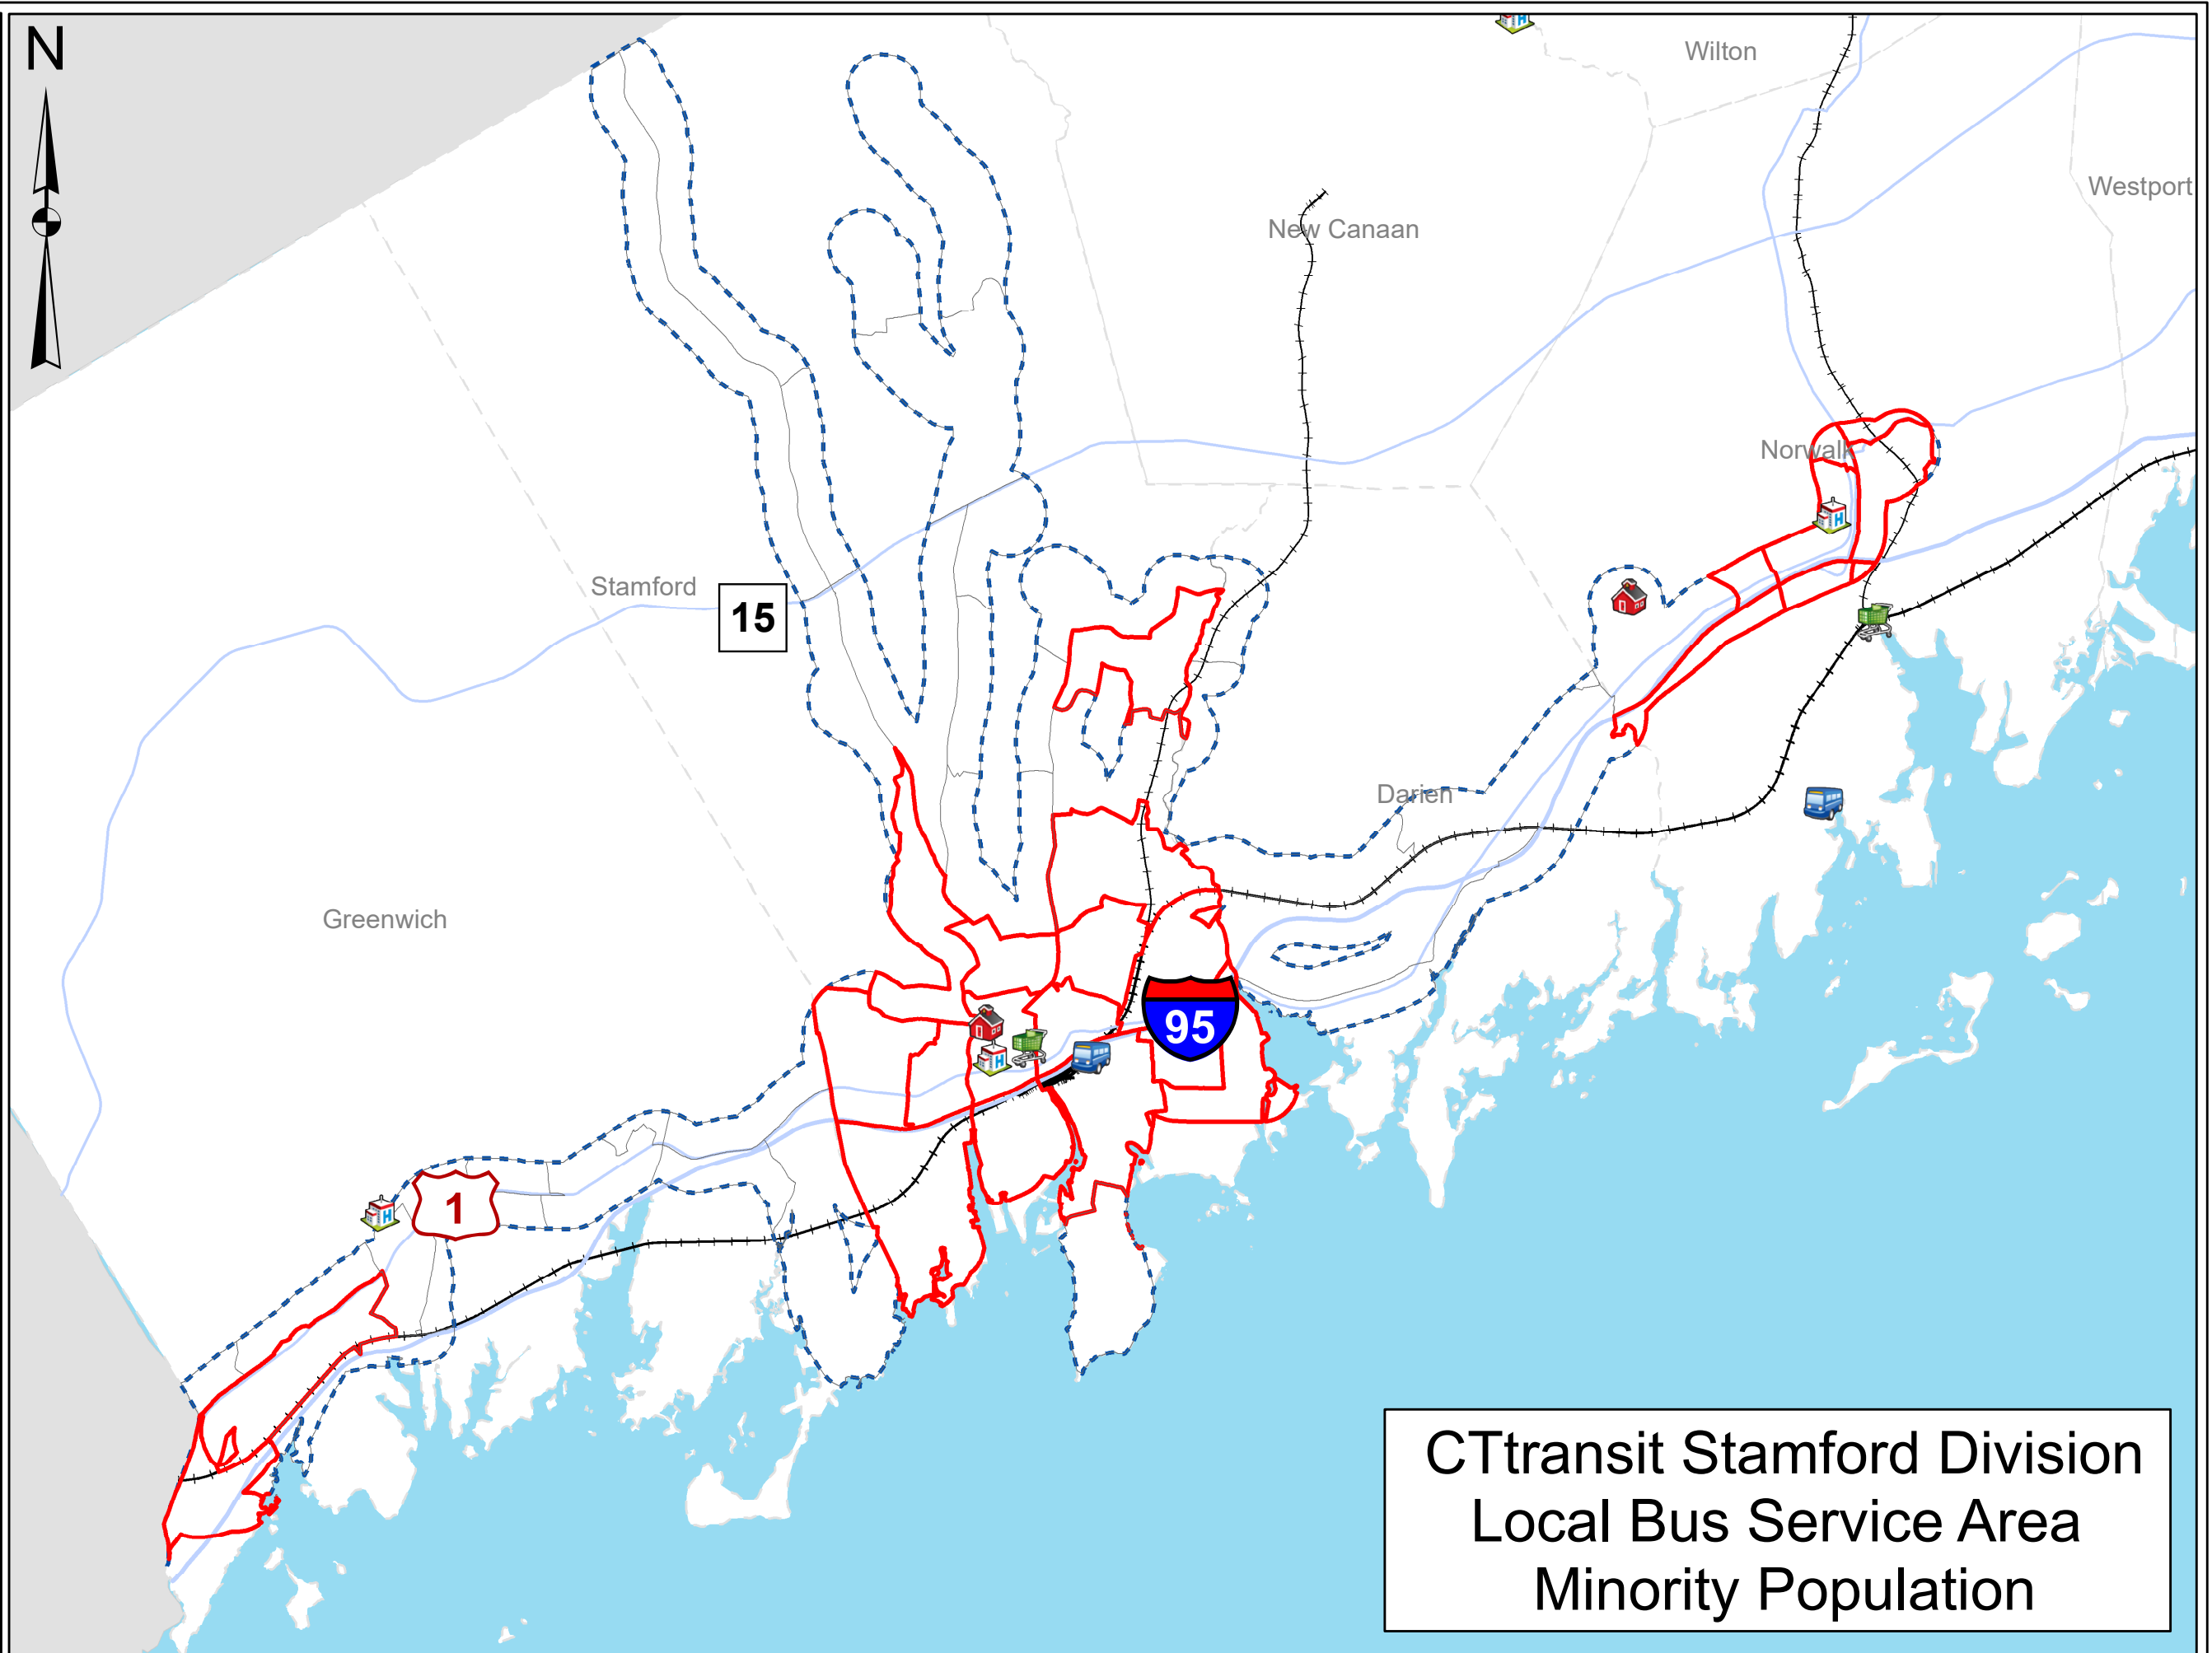 N
Wilton
Westport
New Canaan
Norwalk
Stamford
15
Darien
Greenwich
95
H
H
H
1
CTtransit Stamford Division
Local Bus Service Area
Minority Population